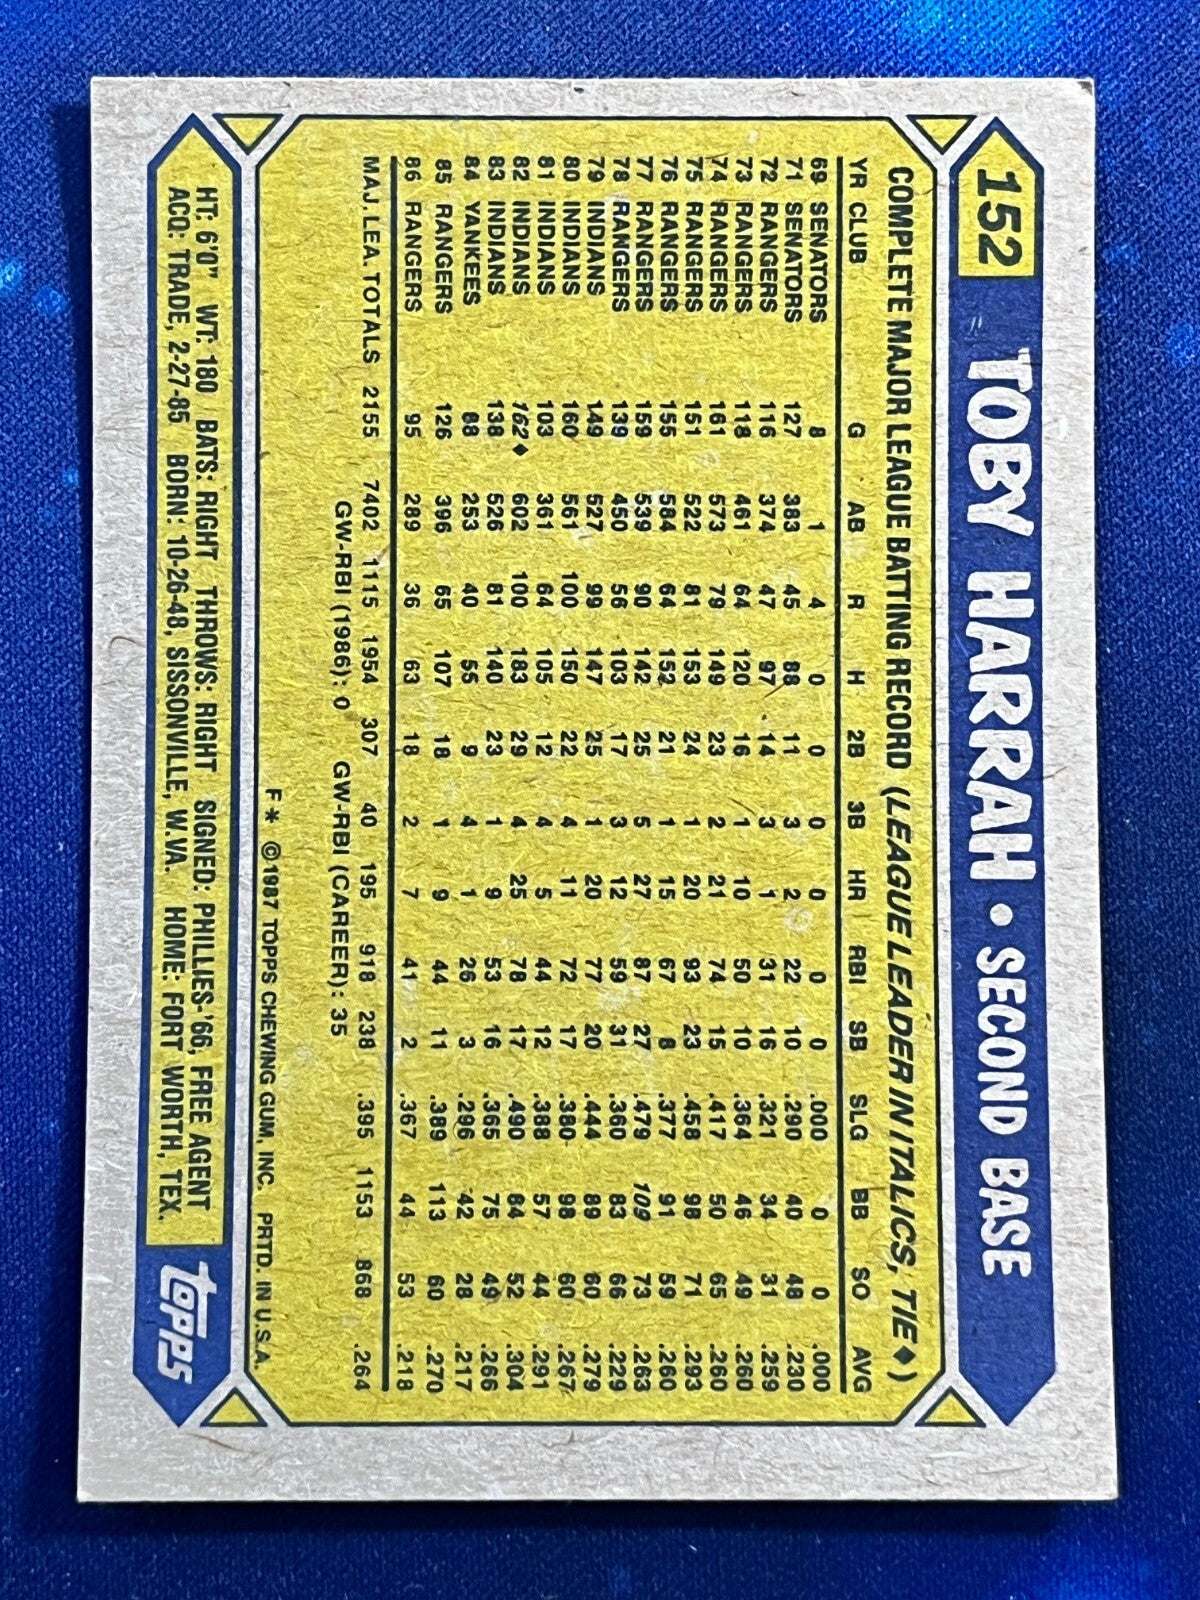 152 TOBY HARRAH • SECOND BASE
COMPLETE MAJOR LEAGUE BATTING RECORD (LEAGUE LEADER IN ITALICS, TIE♦)
YR CLUB G AB R H 2B 3B HR RBI SB SLG BB SO AVG
69 SENATORS 8 1 4 0 0 0 0 0 0 .000 0 0 .000
71 SENATORS 127 383 45 88 11 3 2 22 10 .290 40 48 .230
72 RANGERS 116 374 47 97 14 3 1 31 16 .321 34 31 .259
73 RANGERS 118 461 64 120 16 1 10 50 10 .364 46 49 .260
74 RANGERS 161 573 79 149 23 2 21 74 15 .417 50 65 .260
75 RANGERS 151 522 81 153 24 1 20 93 23 .458 98 71 .293
76 RANGERS 155 584 64 152 21 1 15 67 8 .377 91 59 .260
77 RANGERS 159 539 90 142 25 5 27 87 27 .479 109 73 .263
78 RANGERS 139 450 56 103 17 3 12 59 31 .360 83 66 .229
79 INDIANS 149 527 99 147 25 1 20 77 20 .444 89 60 .279
80 INDIANS 160 561 100 150 22 4 11 72 17 .380 98 60 .267
81 INDIANS 103 361 64 105 12 4 5 44 12 .388 57 44 .291
82 INDIANS 162♦ 602 100 183 29 4 25 78 17 .490 84 52 .304
83 INDIANS 138 526 81 140 23 1 9 53 16 .365 75 49 .266
84 YANKEES 88 253 40 55 9 4 1 26 3 .296 42 28 .217
85 RANGERS 126 396 65 107 18 1 9 44 11 .389 113 60 .270
86 RANGERS 95 289 36 63 18 2 7 41 2 .367 44 53 .218
MAJ. LEA. TOTALS 2155 7402 1115 1954 307 40 195 918 238 .395 1153 868 .264
GW-RBI (1986): 0 GW-RBI (CAREER): 35
F* ©1987 TOPPS CHEWING GUM, INC. PRTD. IN U.S.A.
HT: 6'0" WT: 180 BATS: RIGHT THROWS: RIGHT SIGNED: PHILLIES-'66, FREE AGENT
ACQ: TRADE, 2-27-85 BORN: 10-26-48, SISSONVILLE, W.VA. HOME: FORT WORTH, TEX.
topps